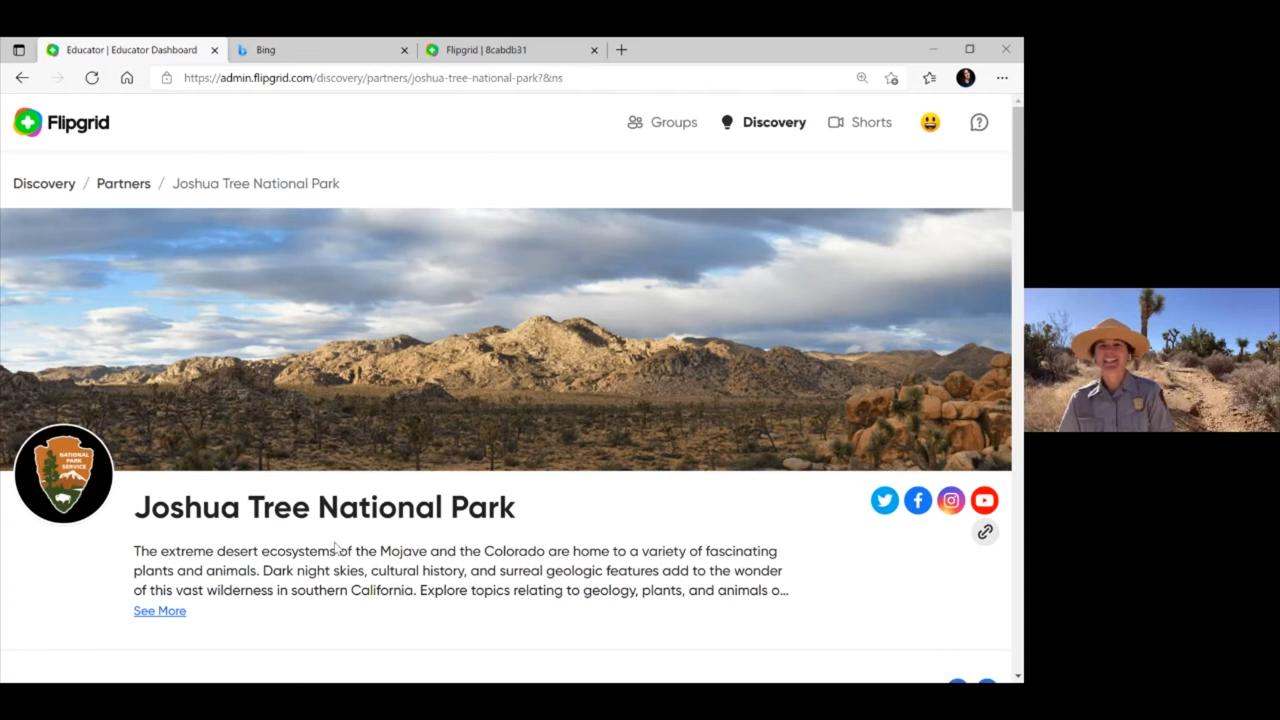 Educator | Educator Dashboard
Bing
Flipgrid | 8cabdb31
https://admin.flipgrid.com/discovery/partners/joshua-tree-national-park?&ns
Flipgrid
Groups
Discovery
Shorts
Discovery / Partners / Joshua Tree National Park
NATIONAL
PARK
SERVICE
Joshua Tree National Park
The extreme desert ecosystems of the Mojave and the Colorado are home to a variety of fascinating
plants and animals. Dark night skies, cultural history, and surreal geologic features add to the wonder
of this vast wilderness in southern California. Explore topics relating to geology, plants, and animals o...
See More